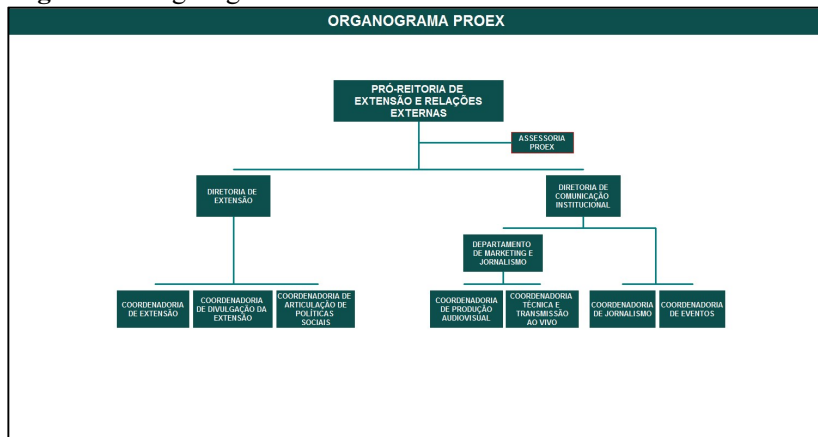 ORGANOGRAMA PROEX
PRÓ-REITORIA DE
EXTENSÃO E RELAÇÕES
EXTERNAS
ASSESSORIA
PROEX
DIRETORIA DE
EXTENSÃO
DIRETORIA DE
COMUNICAÇÃO
INSTITUCIONAL
DEPARTAMENTO
DE MARKETING E
JORNALISMO
COORDENADORIA
DE EXTENSÃO
COORDENADORIA
DE DIVULGAÇÃO DA
EXTENSÃO
COORDENADORIA DE
ARTICULAÇÃO DE
POLÍTICAS
SOCIAIS
COORDENADORIA
DE PRODUÇÃO
AUDIOVISUAL
COORDENADORIA
TÉCNICA E
TRANSMISSÃO
AO VIVO
COORDENADORIA
DE JORNALISMO
COORDENADORIA
DE EVENTOS